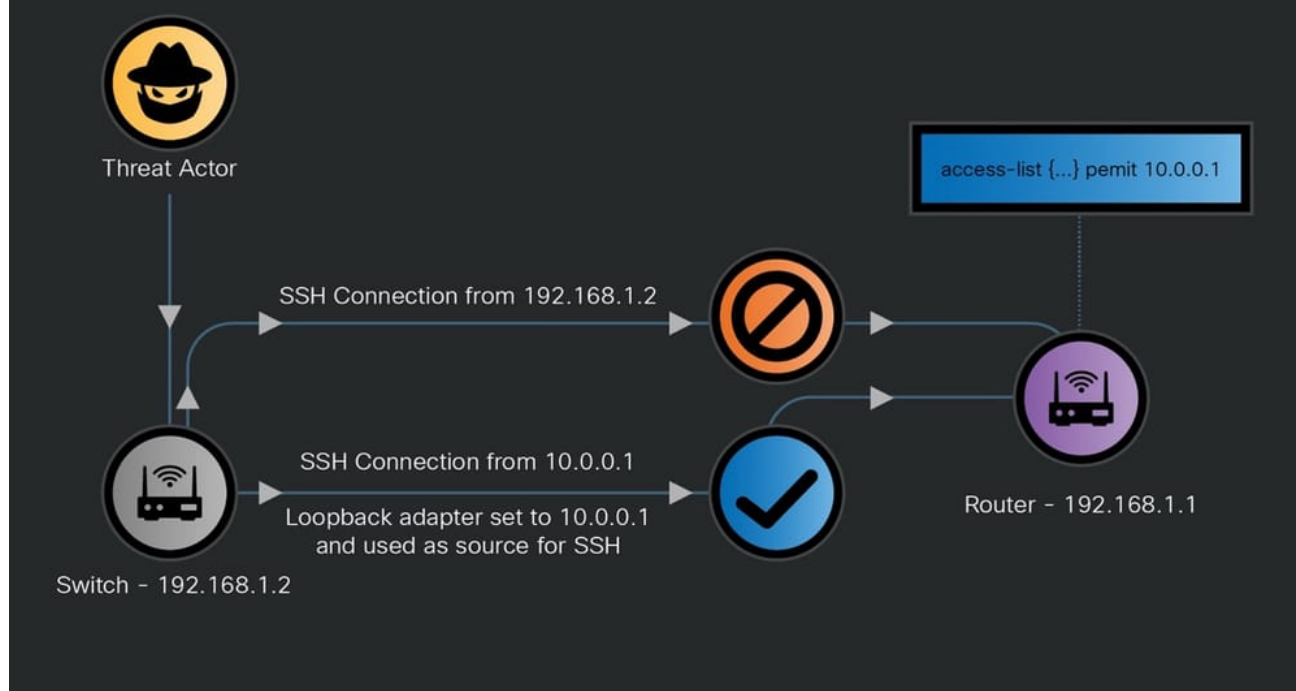 Threat Actor
access-list {...} pemit 10.0.0.1
SSH Connection from 192.168.1.2
SSH Connection from 10.0.0.1
Loopback adapter set to 10.0.0.1
and used as source for SSH
Router - 192.168.1.1
Switch - 192.168.1.2